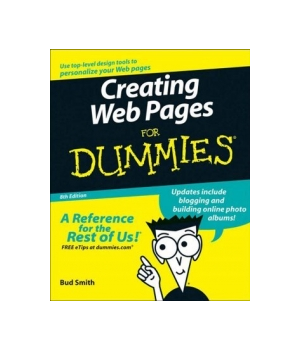 Use top-level design tools to
personalize your Web pages
Creating
Web Pages
FOR
DUMMIES®
8th Edition
Updates include
blogging and
building online photo
albums!
A Reference
for the
Rest of Us!®
FREE eTips at dummies.com®
Bud Smith